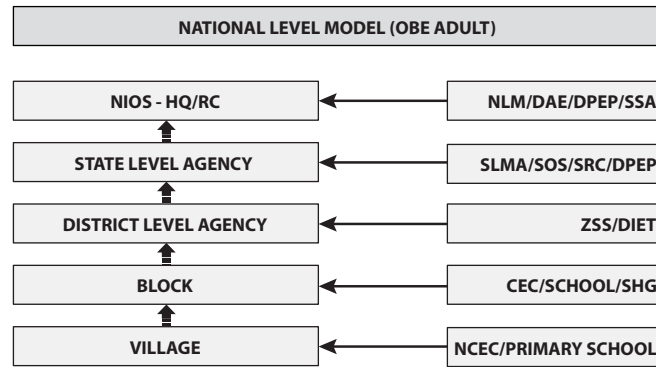 NATIONAL LEVEL MODEL (OBE ADULT)
NIOS - HQ/RC
NLM/DAE/DPEP/SSA
STATE LEVEL AGENCY
SLMA/SOS/SRC/DPEP
DISTRICT LEVEL AGENCY
ZSS/DIET
BLOCK
CEC/SCHOOL/SHG
VILLAGE
NCEC/PRIMARY SCHOOL